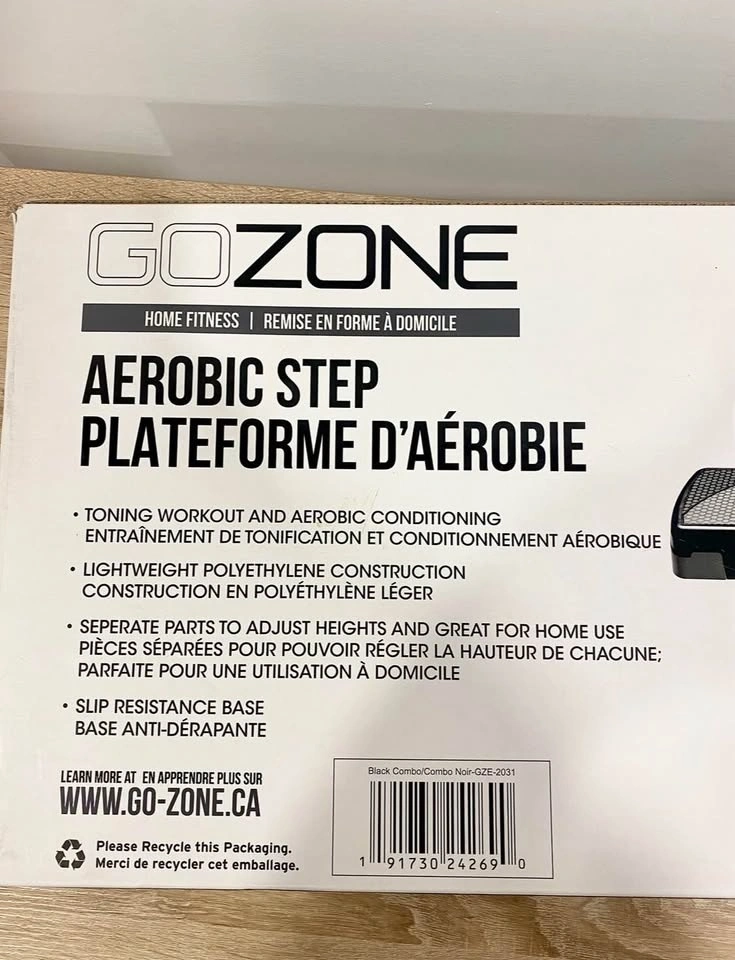 GOZONE
HOME FITNESS | REMISE EN FORME À DOMICILE
AEROBIC STEP
PLATEFORME D'AÉROBIE
• TONING WORKOUT AND AEROBIC CONDITIONING
ENTRAÎNEMENT DE TONIFICATION ET CONDITIONNEMENT AÉROBIQUE
• LIGHTWEIGHT POLYETHYLENE CONSTRUCTION
CONSTRUCTION EN POLYÉTHYLÈNE LÉGER
• SEPERATE PARTS TO ADJUST HEIGHTS AND GREAT FOR HOME USE
PIÈCES SÉPARÉES POUR POUVOIR RÉGLER LA HAUTEUR DE CHACUNE;
PARFAITE POUR UNE UTILISATION À DOMICILE
• SLIP RESISTANCE BASE
BASE ANTI-DÉRAPANTE
LEARN MORE AT EN APPRENDRE PLUS SUR
WWW.GO-ZONE.CA
Please Recycle this Packaging.
Merci de recycler cet emballage.
Black Combo/Combo Noir-GZE-2031
1 91730 24269 0